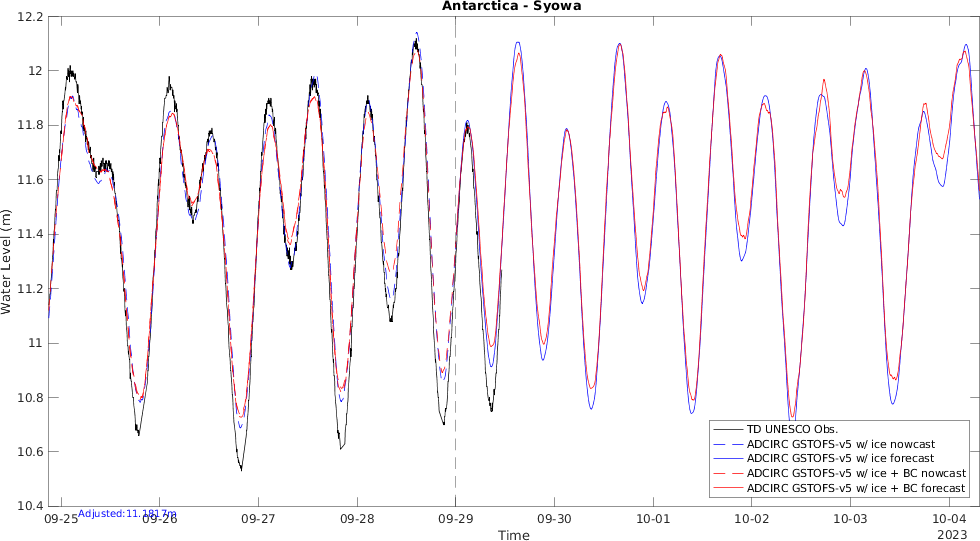 Antarctica - Syowa
Water Level (m)
12.2
12
11.8
11.6
11.4
11.2
11
10.8
10.6
10.4
TD UNESCO Obs.
ADCIRC GSTOFS-v5 w/ ice nowcast
ADCIRC GSTOFS-v5 w/ ice forecast
ADCIRC GSTOFS-v5 w/ ice + BC nowcast
ADCIRC GSTOFS-v5 w/ ice + BC forecast
09-25 09-26 09-27 09-28 09-29 09-30 10-01 10-02 10-03 10-04
Adjusted:11.1817m
Time
2023